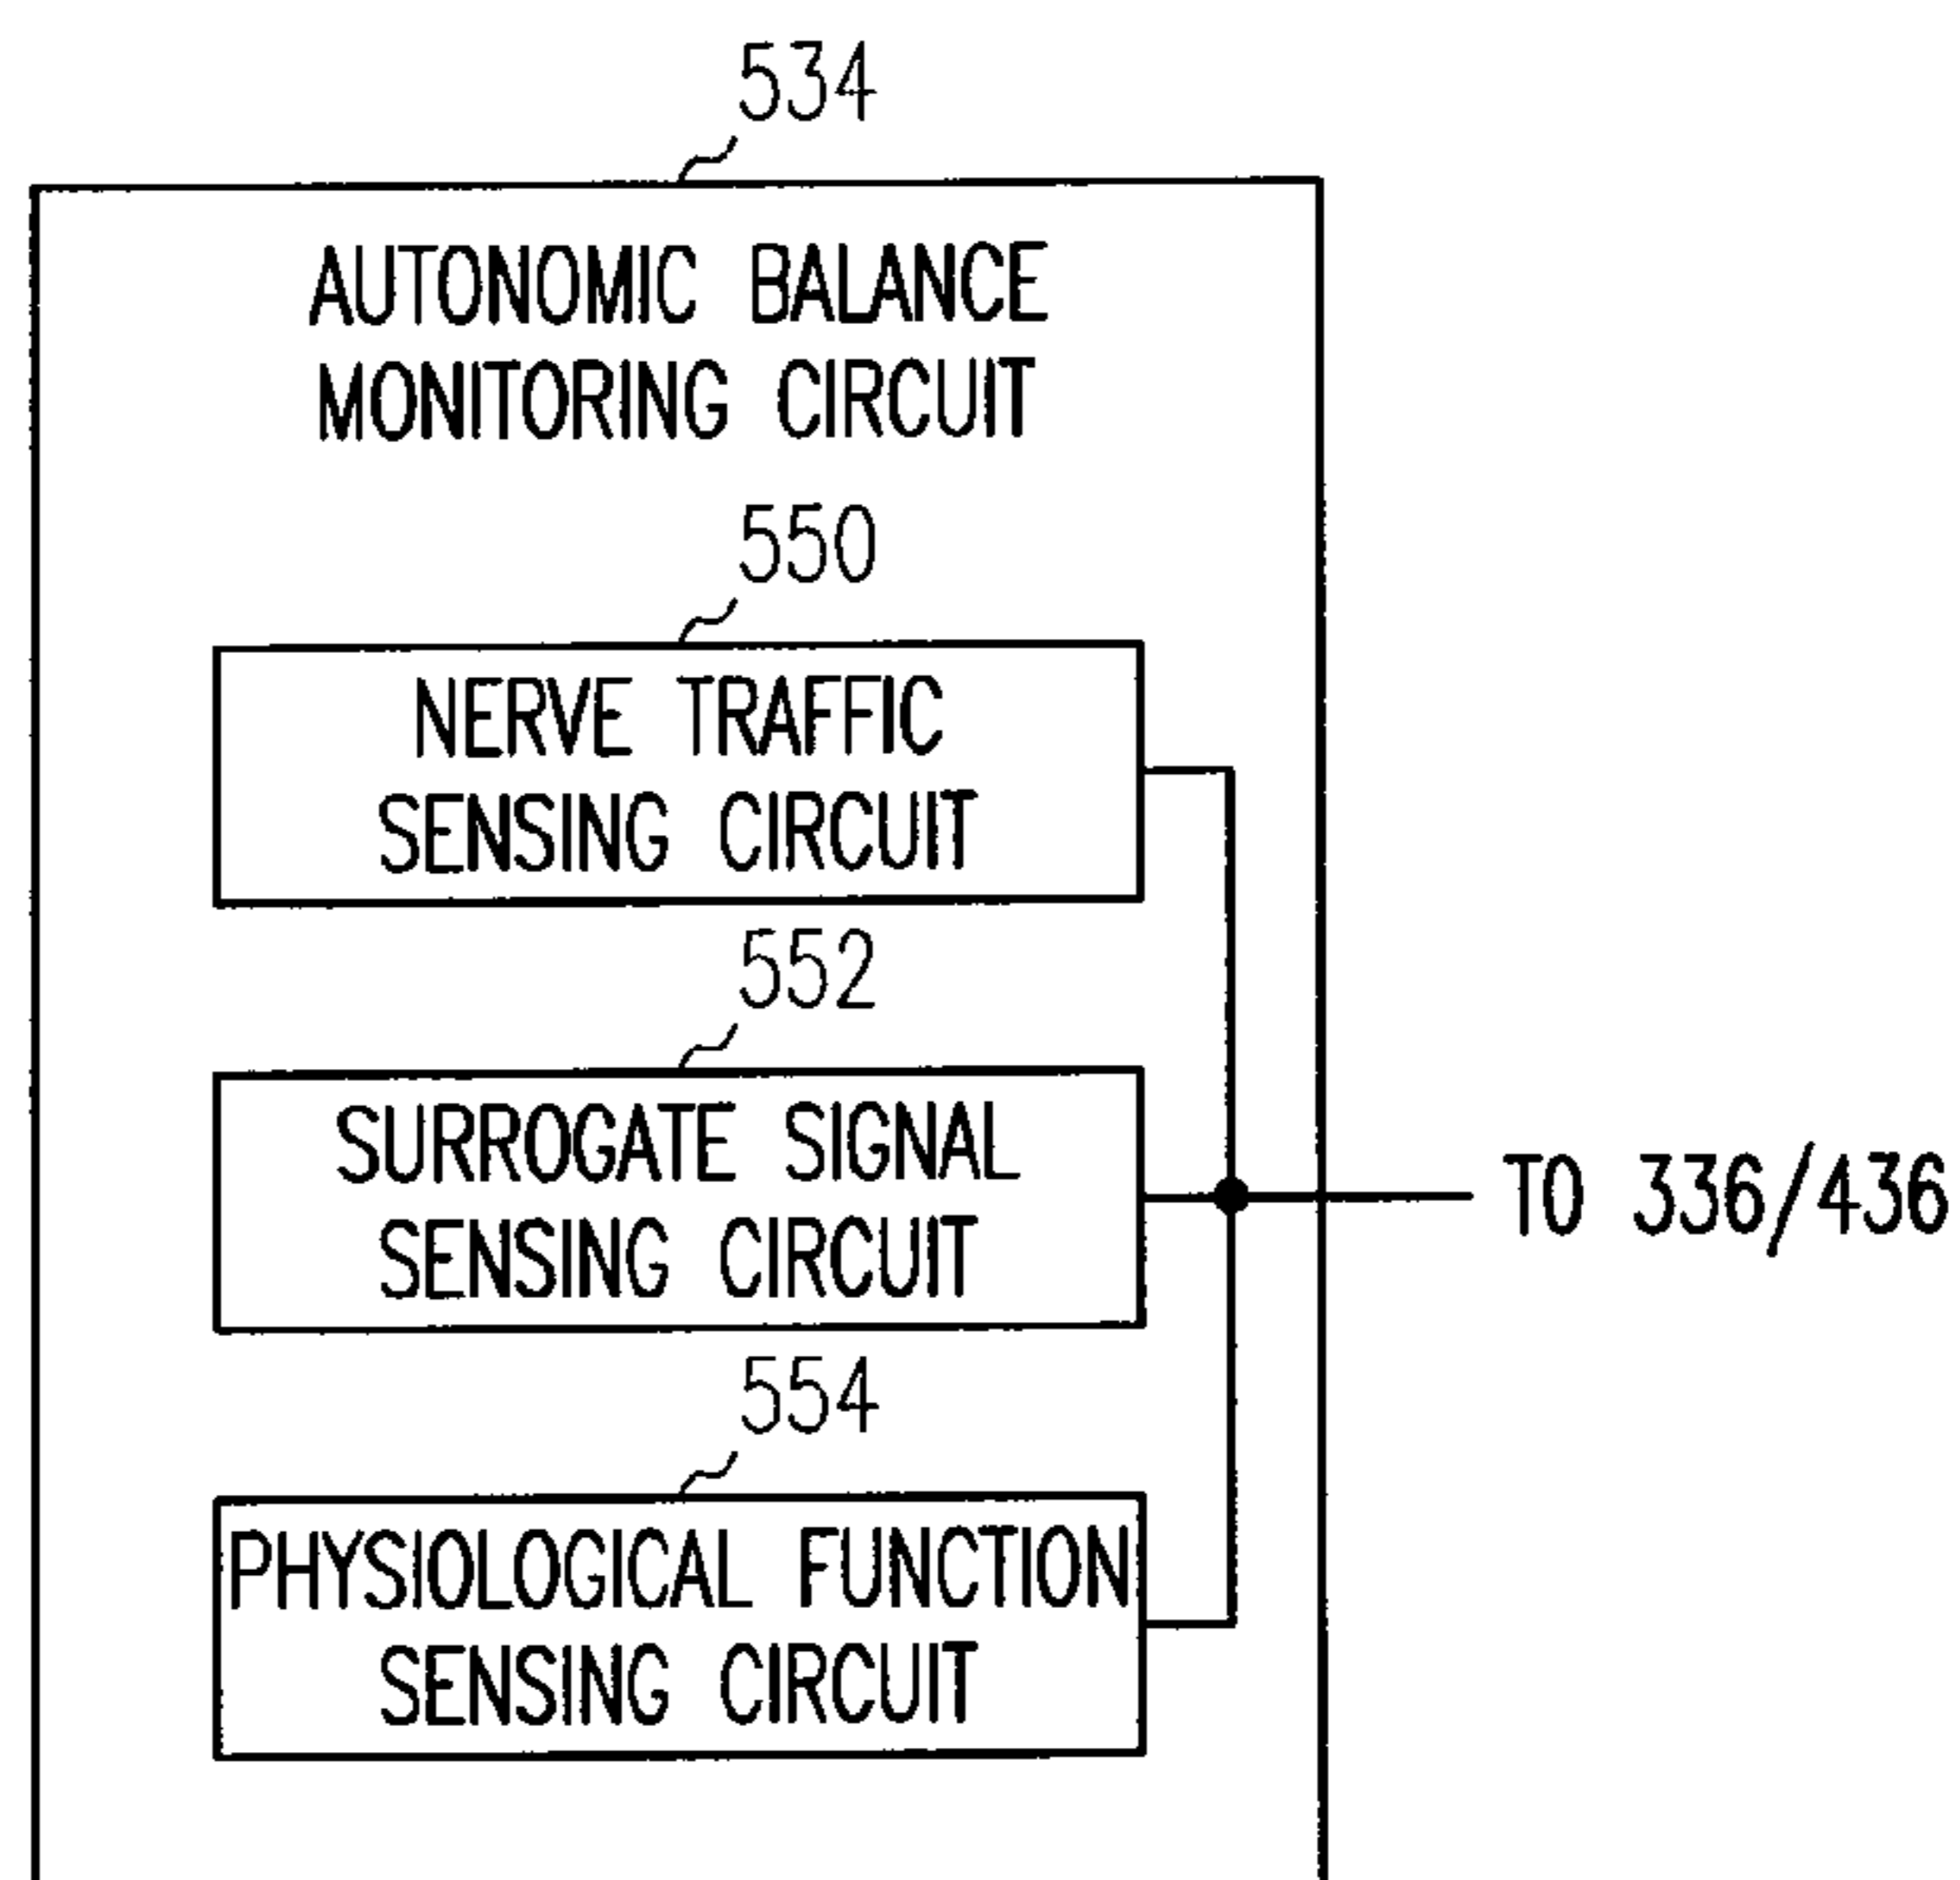 534
AUTONOMIC BALANCE
MONITORING CIRCUIT
550
NERVE TRAFFIC
SENSING CIRCUIT
552
SURROGATE SIGNAL
SENSING CIRCUIT
TO 336/436
554
PHYSIOLOGICAL FUNCTION
SENSING CIRCUIT